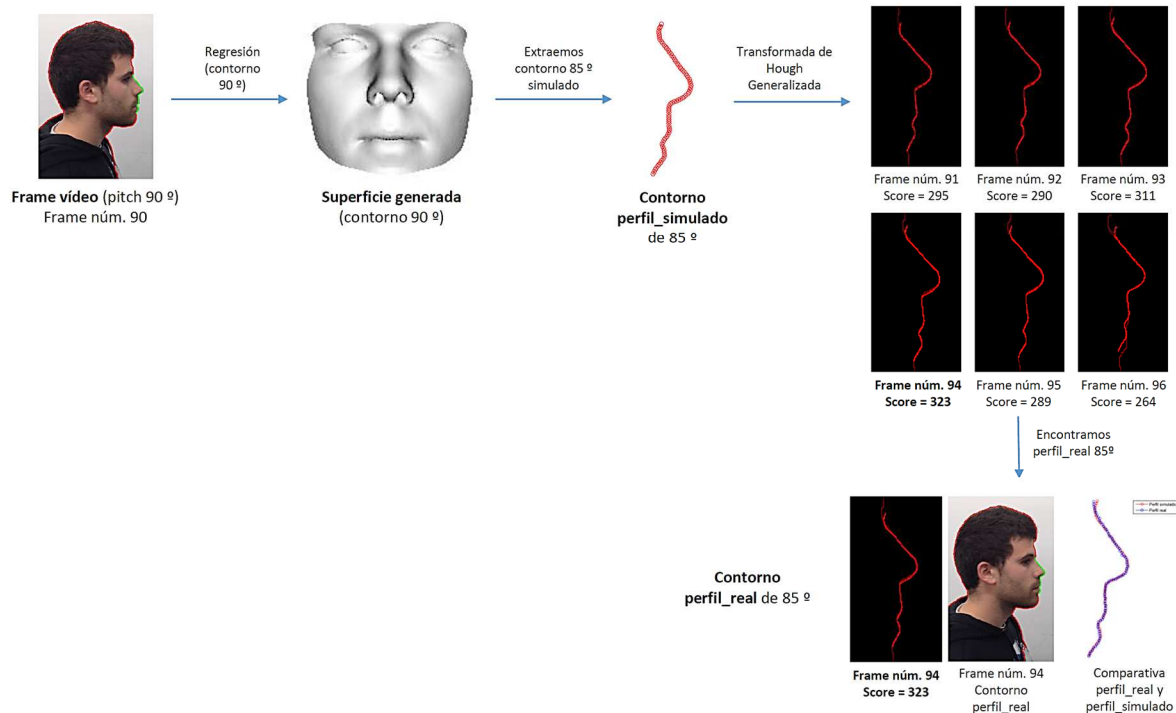 Regresión
(contorno
90 º)
Extraemos
contorno 85 º
simulado
Transformada de
Hough
Generalizada
Frame vídeo (pitch 90 º)
Frame núm. 90
Superficie generada
(contorno 90 º)
Contorno
perfil_simulado
de 85 º
Frame núm. 91
Score = 295
Frame núm. 92
Score = 290
Frame núm. 93
Score = 311
Frame núm. 94
Score = 323
Frame núm. 95
Score = 289
Frame núm. 96
Score = 264
Encontramos
perfil_real 85º
Contorno
perfil_real de 85 º
Perfil simulado
Perfil real
Frame núm. 94
Score = 323
Frame núm. 94
Contorno
perfil_real
Comparativa
perfil_real y
perfil_simulado